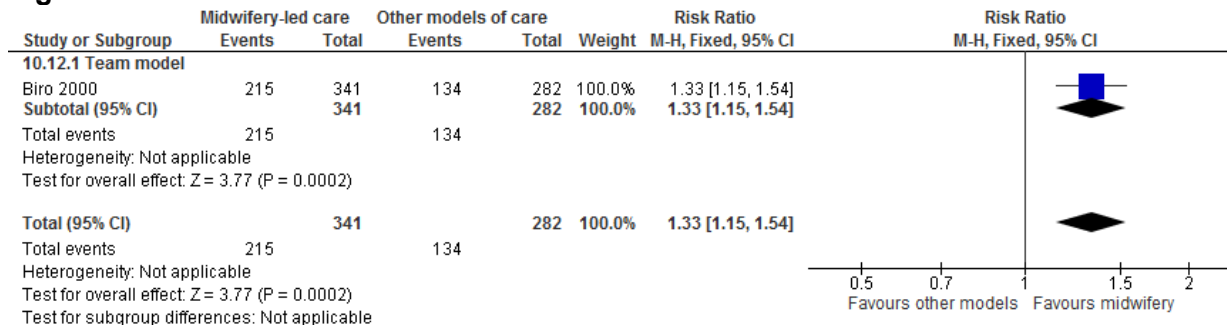 Midwifery-led care Other models of care Risk Ratio Risk Ratio
Study or Subgroup Events Total Events Total Weight M-H, Fixed, 95% CI M-H, Fixed, 95% CI
10.12.1 Team model
Biro 2000 215 341 134 282 100.0% 1.33 [1.15, 1.54]
Subtotal (95% CI) 341 282 100.0% 1.33 [1.15, 1.54]
Total events 215 134
Heterogeneity: Not applicable
Test for overall effect: Z = 3.77 (P = 0.0002)
Total (95% CI) 341 282 100.0% 1.33 [1.15, 1.54]
Total events 215 134
Heterogeneity: Not applicable
Test for overall effect: Z = 3.77 (P = 0.0002)
Test for subgroup differences: Not applicable
0.5 0.7 1 1.5 2
Favours other models Favours midwifery